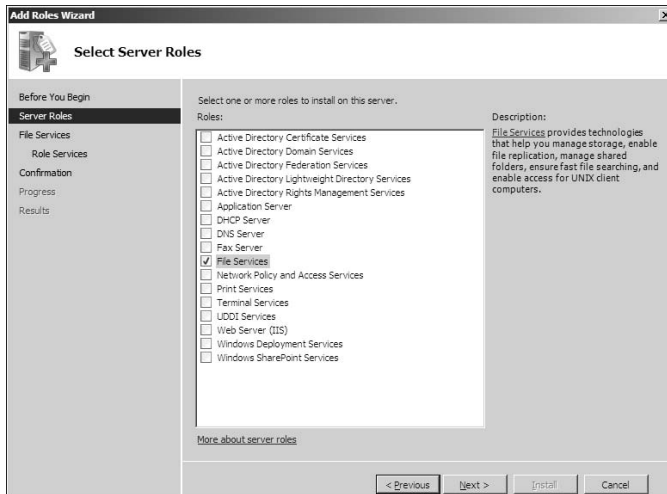 Add Roles Wizard
Select Server Roles
Before You Begin
Server Roles
File Services
Role Services
Confirmation
Progress
Results
Select one or more roles to install on this server.
Roles:
Active Directory Certificate Services
Active Directory Domain Services
Active Directory Federation Services
Active Directory Lightweight Directory Services
Active Directory Rights Management Services
Application Server
DHCP Server
DNS Server
Fax Server
File Services
Network Policy and Access Services
Print Services
Terminal Services
UDDI Services
Web Server (IIS)
Windows Deployment Services
Windows SharePoint Services
More about server roles
Description:
File Services provides technologies
that help you manage storage, enable
file replication, manage shared
folders, ensure fast file searching, and
enable access for UNIX client
computers.
< Previous
Next >
Install
Cancel